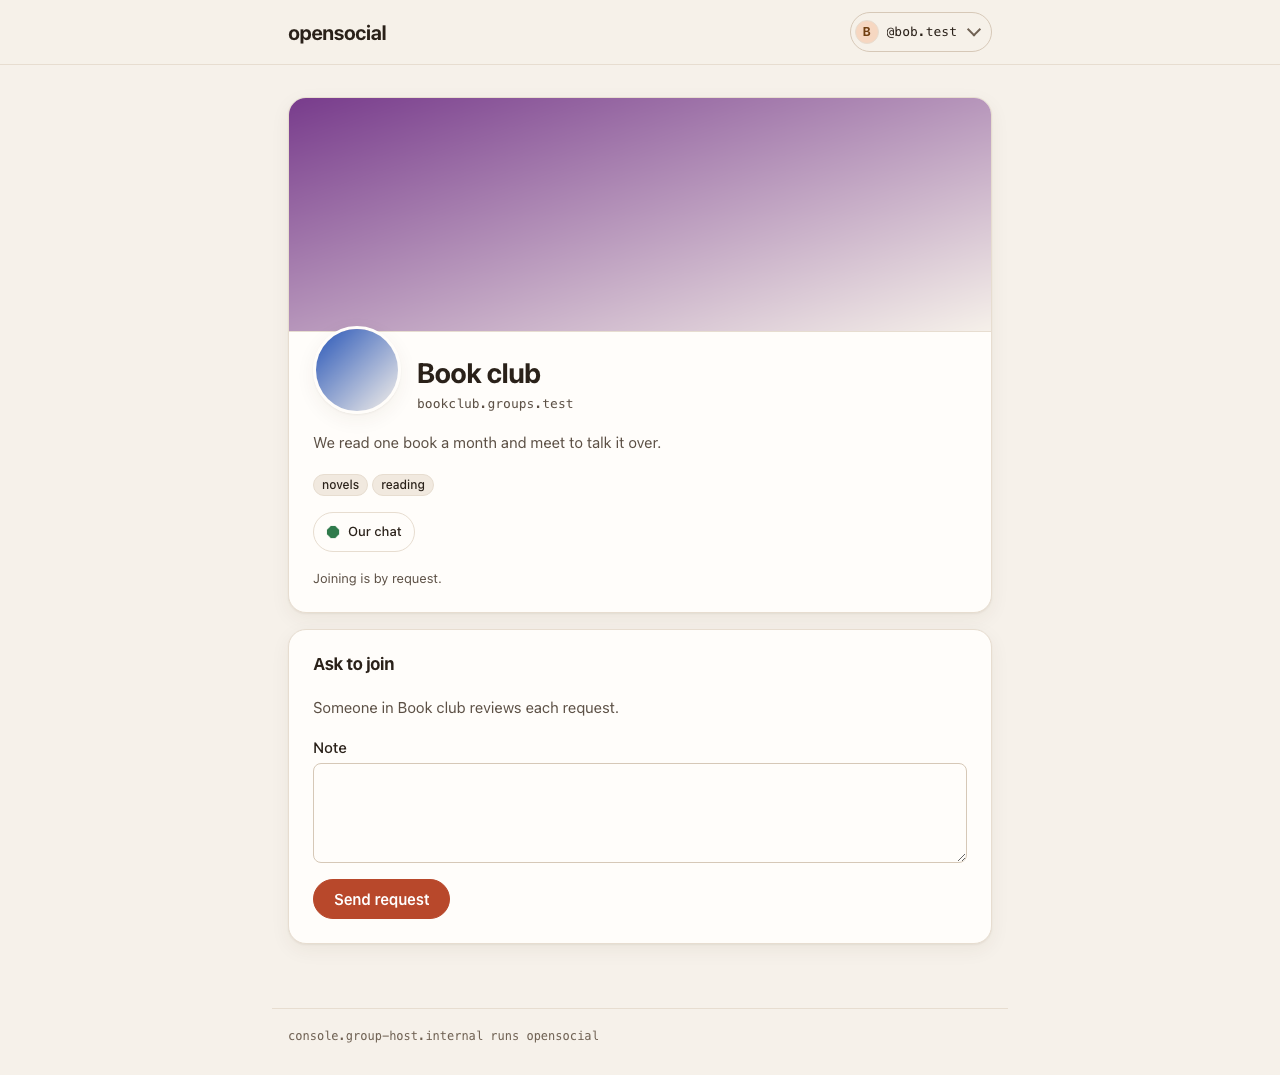 opensocial
B @bob.test
Book club
bookclub.groups.test
We read one book a month and meet to talk it over.
novels reading
Our chat
Joining is by request.
Ask to join
Someone in Book club reviews each request.
Note
Send request
console.group-host.internal runs opensocial